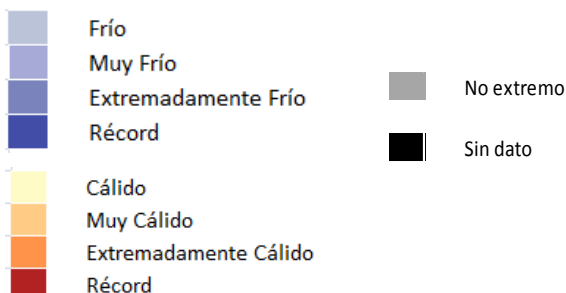 Frío
Muy Frío
Extremadamente Frío
Récord
Cálido
Muy Cálido
Extremadamente Cálido
Récord
No extremo
Sin dato